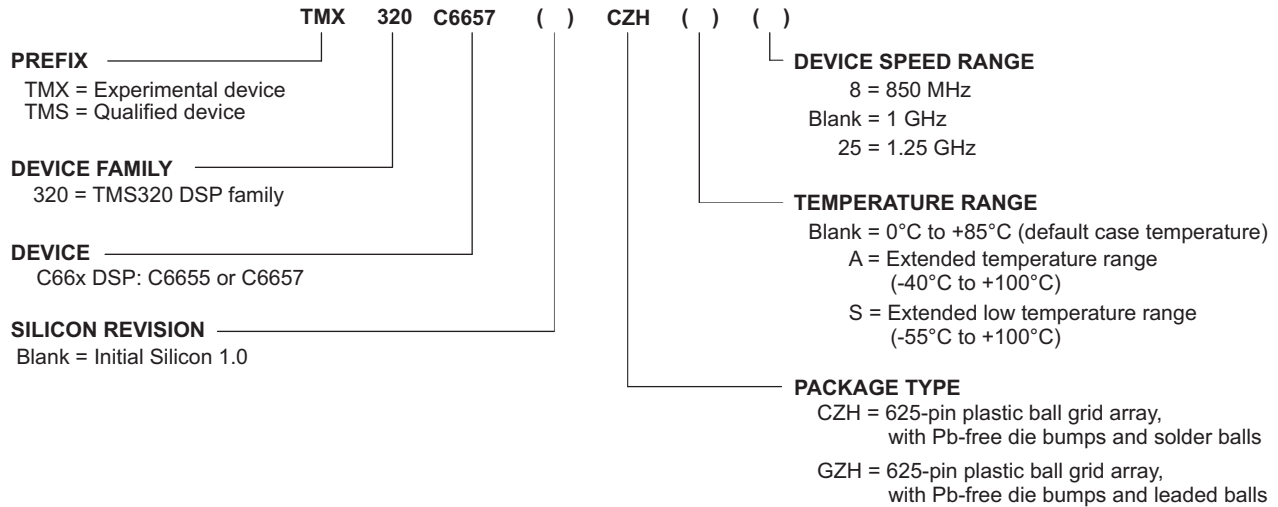 TMX 320 C6657 ( ) CZH ( ) ( )
PREFIX
TMX = Experimental device
TMS = Qualified device
DEVICE FAMILY
320 = TMS320 DSP family
DEVICE
C66x DSP: C6655 or C6657
SILICON REVISION
Blank = Initial Silicon 1.0
DEVICE SPEED RANGE
8 = 850 MHz
Blank = 1 GHz
25 = 1.25 GHz
TEMPERATURE RANGE
Blank = 0°C to +85°C (default case temperature)
A = Extended temperature range
(-40°C to +100°C)
S = Extended low temperature range
(-55°C to +100°C)
PACKAGE TYPE
CZH = 625-pin plastic ball grid array,
with Pb-free die bumps and solder balls
GZH = 625-pin plastic ball grid array,
with Pb-free die bumps and leaded balls